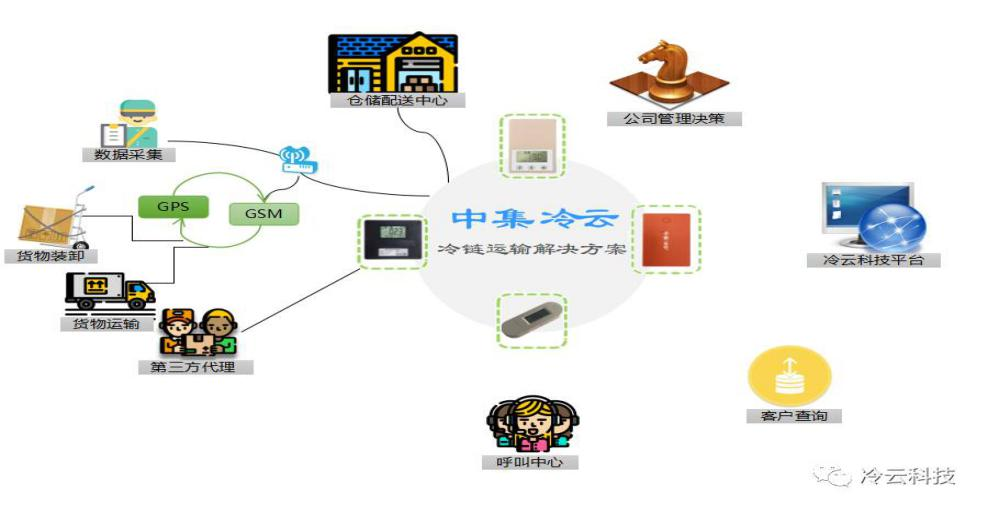 仓储配送中心
公司管理决策
数据采集
GPS
GSM
中集冷云
冷链运输解决方案
货物装卸
冷云科技平台
货物运输
第三方代理
客户查询
呼叫中心
冷云科技